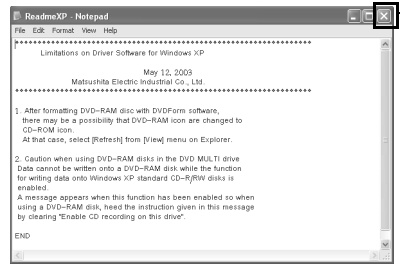 ReadmeXP - Notepad
File Edit Format View Help
************************************************************
Limitations on Driver Software for Windows XP
May 12, 2003
Matsushita Electric Industrial Co., Ltd.
************************************************************
1. After formatting DVD-RAM disc with DVDForm software,
there may be a possibility that DVD-RAM icon are changed to
CD-ROM icon.
At that case, select [Refresh] from [View] menu on Explorer.
2. Caution when using DVD-RAM disks in the DVD MULTI drive
Data cannot be written onto a DVD-RAM disk while the function
for writing data onto Windows XP standard CD-R/RW disks is
enabled.
A message appears when this function has been enabled so when
using a DVD-RAM disk, heed the instruction given in this message
by clearing "Enable CD recording on this drive".
END